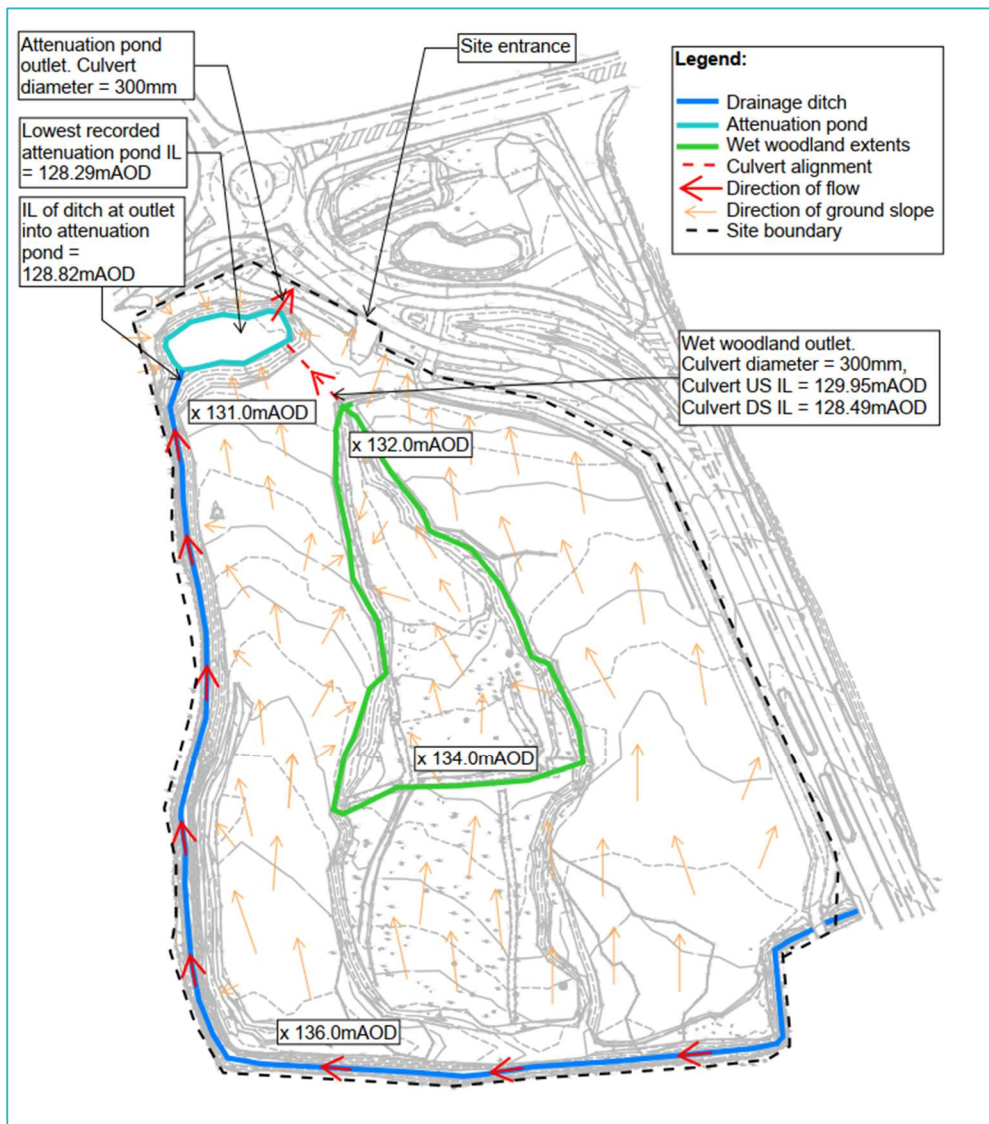 Attenuation pond
outlet. Culvert
diameter = 300mm
Site entrance
Lowest recorded
attenuation pond IL
= 128.29mAOD
IL of ditch at outlet
into attenuation
pond =
128.82mAOD
Legend:
Drainage ditch
Attenuation pond
Wet woodland extents
Culvert alignment
Direction of flow
Direction of ground slope
Site boundary
Wet woodland outlet.
Culvert diameter = 300mm,
Culvert US IL = 129.95mAOD
Culvert DS IL = 128.49mAOD
x 131.0mAOD
x 132.0mAOD
x 134.0mAOD
x 136.0mAOD